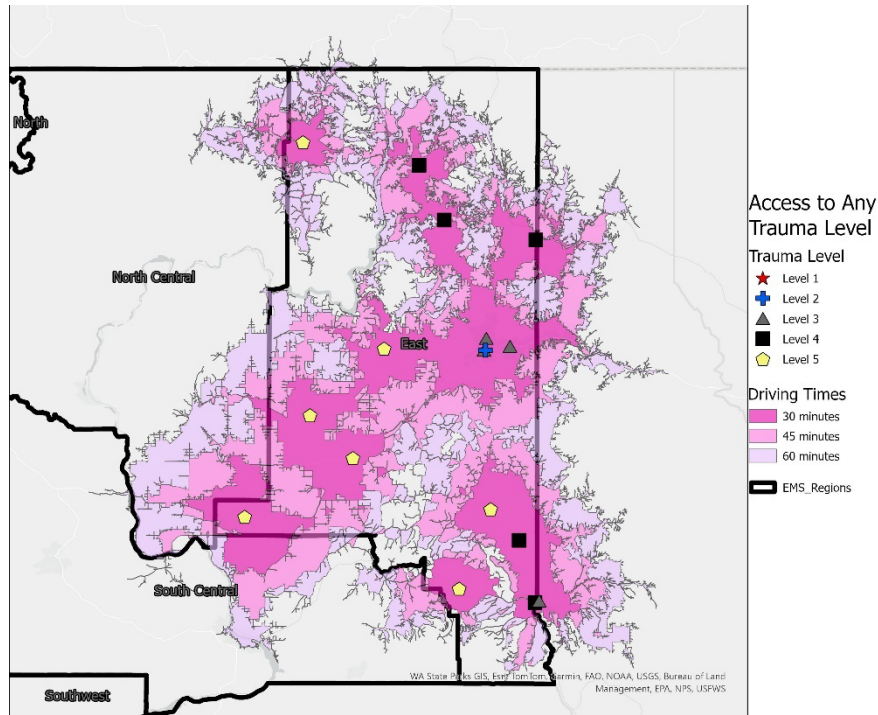 North
North Central
East
South Central
Southwest
WA State Parks GIS, Esri, TomTom, Garmin, FAO, NOAA, USGS, Bureau of Land
Management, EPA, NPS, USFWS
Access to Any
Trauma Level
Trauma Level
Level 1
Level 2
Level 3
Level 4
Level 5
Driving Times
30 minutes
45 minutes
60 minutes
EMS_Regions